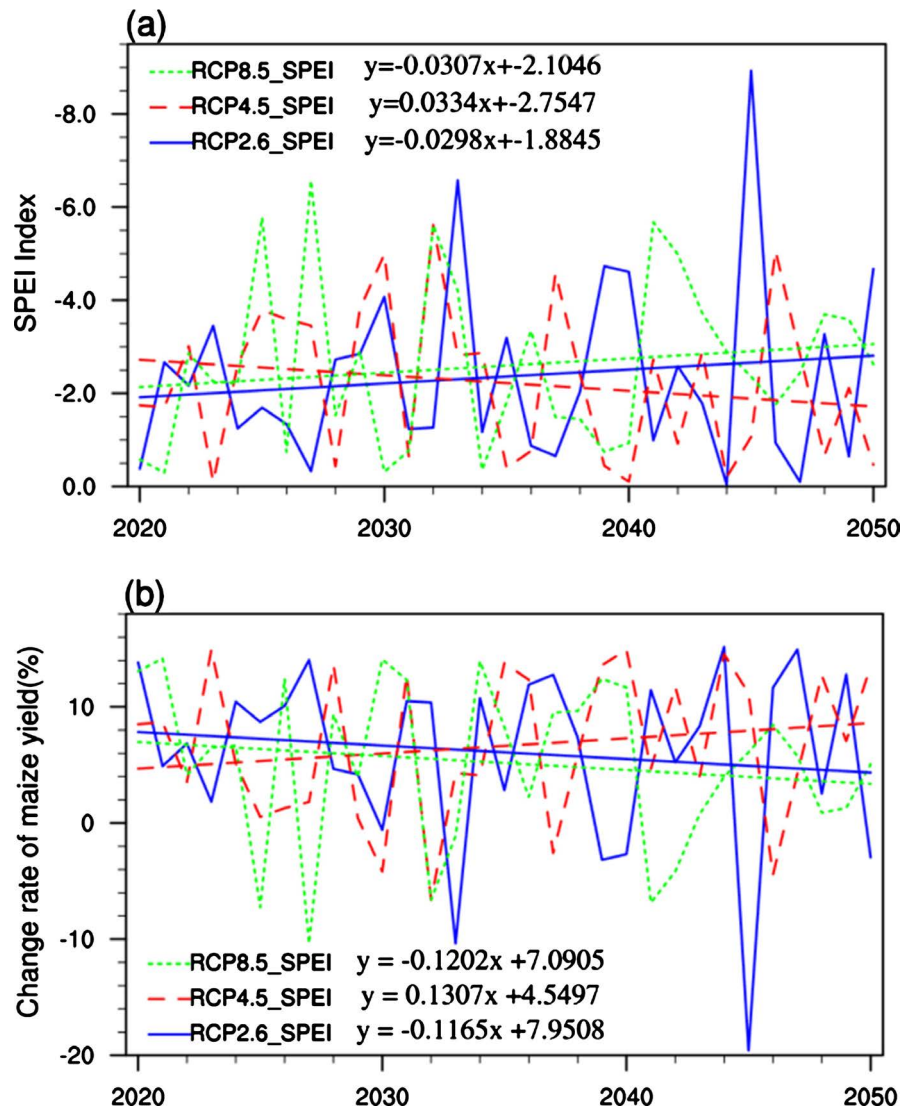 (a)
RCP8.5_SPEI y=-0.0307x+-2.1046
RCP4.5_SPEI y=0.0334x+-2.7547
RCP2.6_SPEI y=-0.0298x+-1.8845
SPEI Index
-8.0
-6.0
-4.0
-2.0
0.0
2020 2030 2040 2050
(b)
Change rate of maize yield(%)
10
0
-10
-20
RCP8.5_SPEI y = -0.1202x +7.0905
RCP4.5_SPEI y = 0.1307x +4.5497
RCP2.6_SPEI y = -0.1165x +7.9508
2020 2030 2040 2050